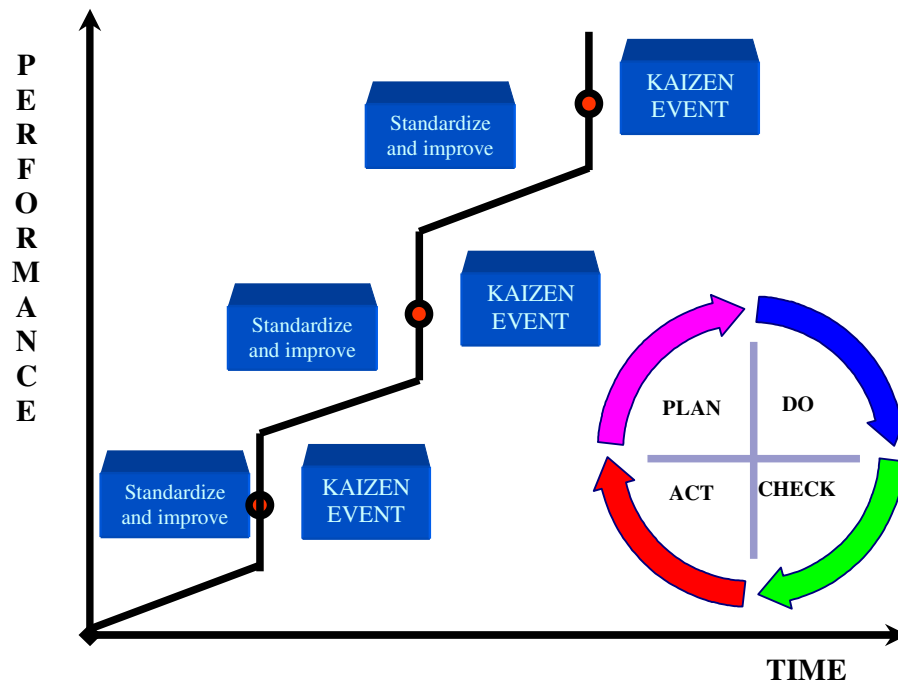 PERFORMANCE
KAIZEN
EVENT
Standardize
and improve
KAIZEN
EVENT
Standardize
and improve
KAIZEN
EVENT
Standardize
and improve
PLAN
DO
ACT
CHECK
TIME